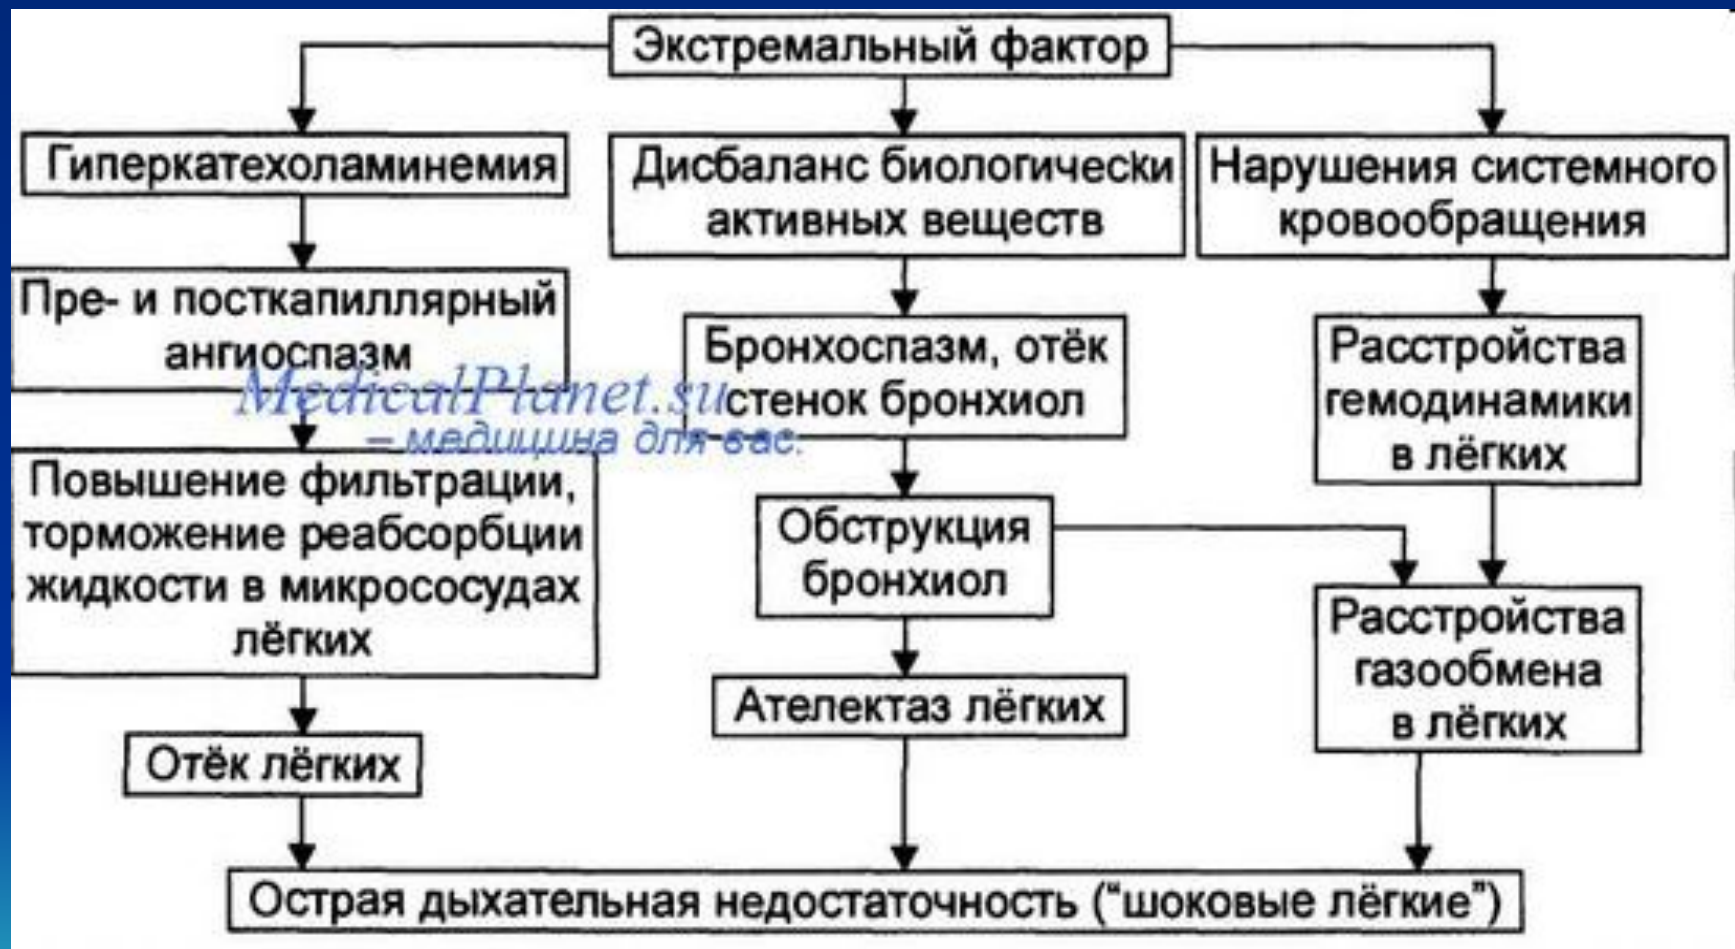 Экстремальный фактор
Гиперкатехоламинемия
Дисбаланс биологически
активных веществ
Нарушения системного
кровообращения
Пре- и посткапиллярный
ангиоспазм
Бронхоспазм, отёк
стенок бронхиол
Расстройства
гемодинамики
в лёгких
MedicalPlanet.su
– медицина для вас.
Повышение фильтрации,
торможение реабсорбции
жидкости в микрососудах
лёгких
Обструкция
бронхиол
Расстройства
газообмена
в лёгких
Ателектаз лёгких
Отёк лёгких
Острая дыхательная недостаточность (“шоковые лёгкие”)